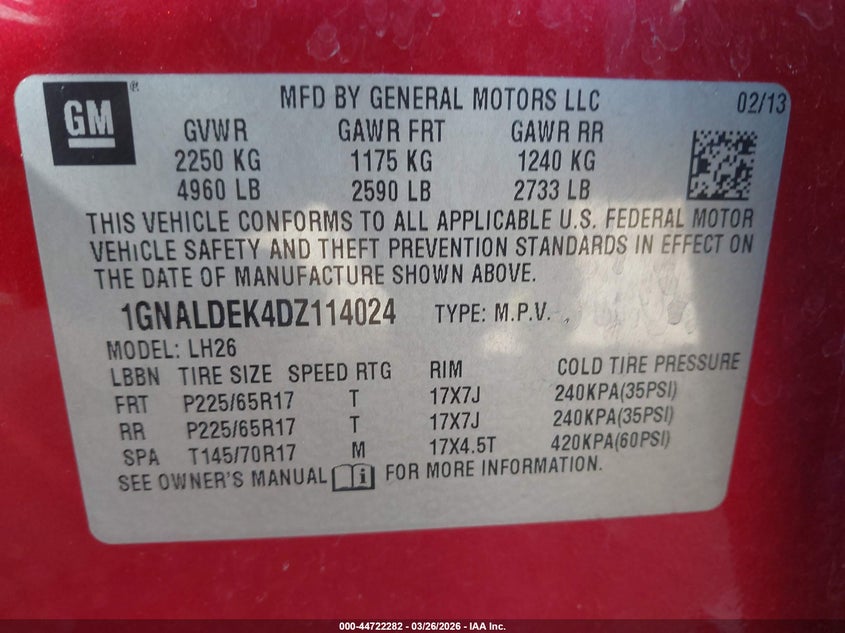 GM
MFD BY GENERAL MOTORS LLC 02/13
GVWR GAWR FRT GAWR RR
2250 KG 1175 KG 1240 KG
4960 LB 2590 LB 2733 LB
THIS VEHICLE CONFORMS TO ALL APPLICABLE U.S. FEDERAL MOTOR
VEHICLE SAFETY AND THEFT PREVENTION STANDARDS IN EFFECT ON
THE DATE OF MANUFACTURE SHOWN ABOVE.
1GNALDEK4DZ114024 TYPE: M.P.V.
MODEL: LH26
LBBN TIRE SIZE SPEED RTG RIM COLD TIRE PRESSURE
FRT P225/65R17 T 17X7J 240KPA(35PSI)
RR P225/65R17 T 17X7J 240KPA(35PSI)
SPA T145/70R17 M 17X4.5T 420KPA(60PSI)
SEE OWNER'S MANUAL i FOR MORE INFORMATION.
000-44722282 - 03/26/2026 - IAA Inc.